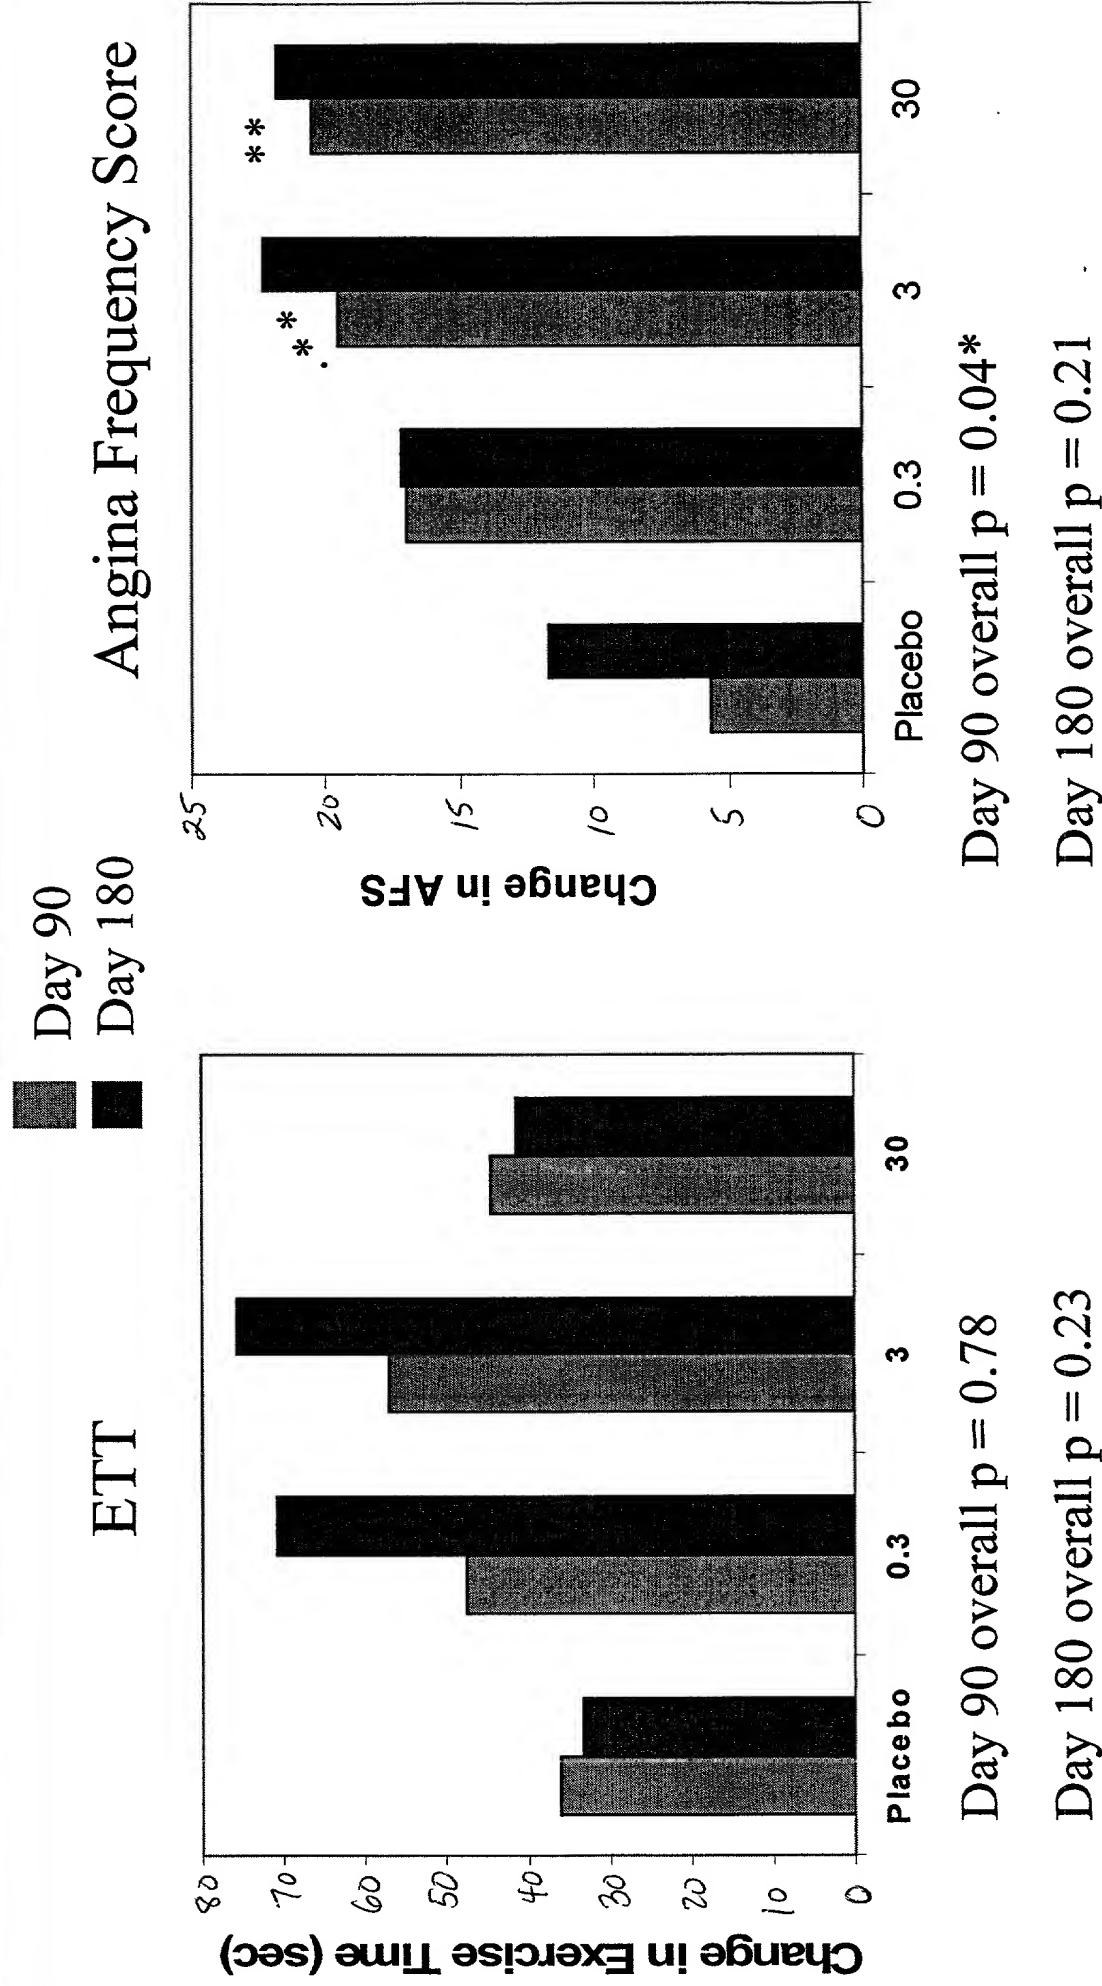 Day 90
Day 180
ETT
Change in Exercise Time (sec)
80
70
60
50
40
30
20
10
0
Placebo
0.3
3
30
Day 90 overall p = 0.78
Day 180 overall p = 0.23
Angina Frequency Score
Change in AFS
25
20
15
10
5
0
* *
* *
Placebo
0.3
3
30
Day 90 overall p = 0.04*
Day 180 overall p = 0.21